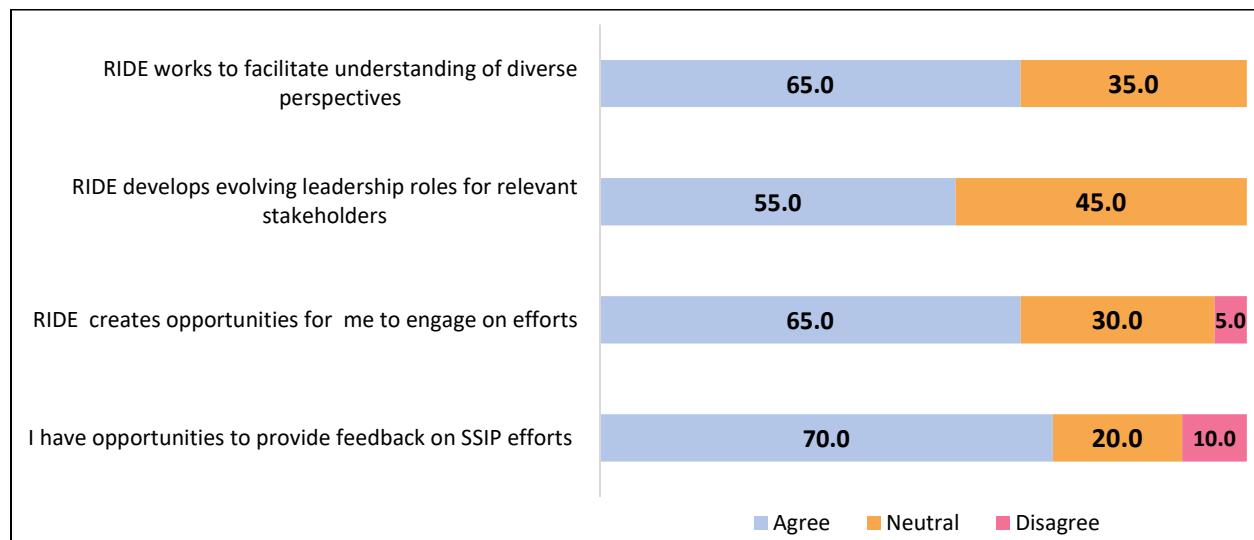 RIDE works to facilitate understanding of diverse
perspectives
65.0 35.0
RIDE develops evolving leadership roles for relevant
stakeholders
55.0 45.0
RIDE  creates opportunities for  me to engage on efforts
65.0 30.0 5.0
I have opportunities to provide feedback on SSIP efforts
70.0 20.0 10.0
Agree Neutral Disagree